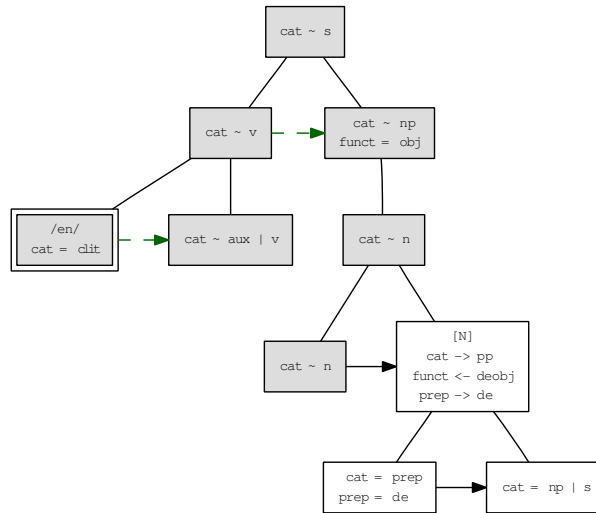 cat ~ s
cat ~ v
cat ~ np
funct = obj
/en/
cat = clit
cat ~ aux | v
cat ~ n
cat ~ n
[N]
cat -> pp
funct <- deobj
prep -> de
cat = prep
prep = de
cat = np | s